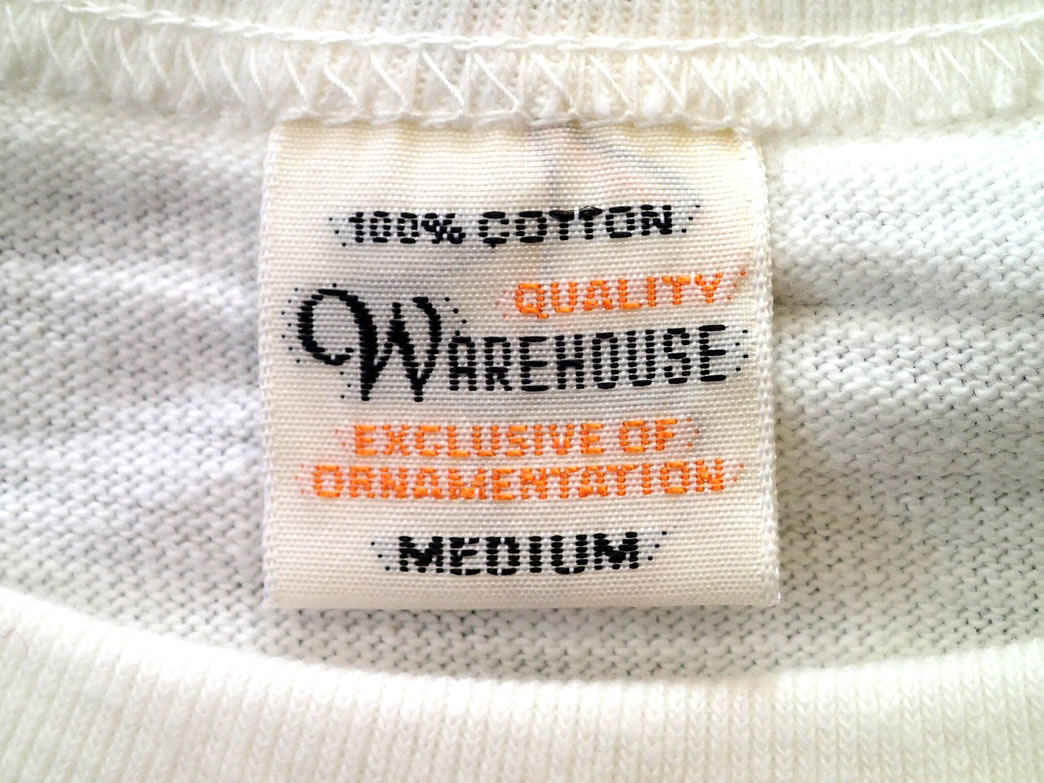 100% COTTON
QUALITY
WAREHOUSE
EXCLUSIVE OF
ORNAMENTATION
MEDIUM